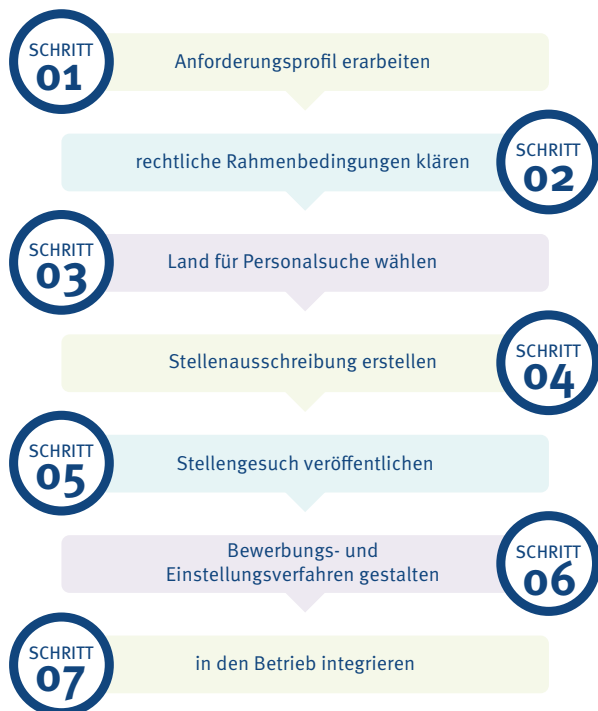 SCHRITT
01
Anforderungsprofil erarbeiten
rechtliche Rahmenbedingungen klären
SCHRITT
02
SCHRITT
03
Land für Personalsuche wählen
Stellenausschreibung erstellen
SCHRITT
04
SCHRITT
05
Stellengesuch veröffentlichen
Bewerbungs- und
Einstellungsverfahren gestalten
SCHRITT
06
SCHRITT
07
in den Betrieb integrieren